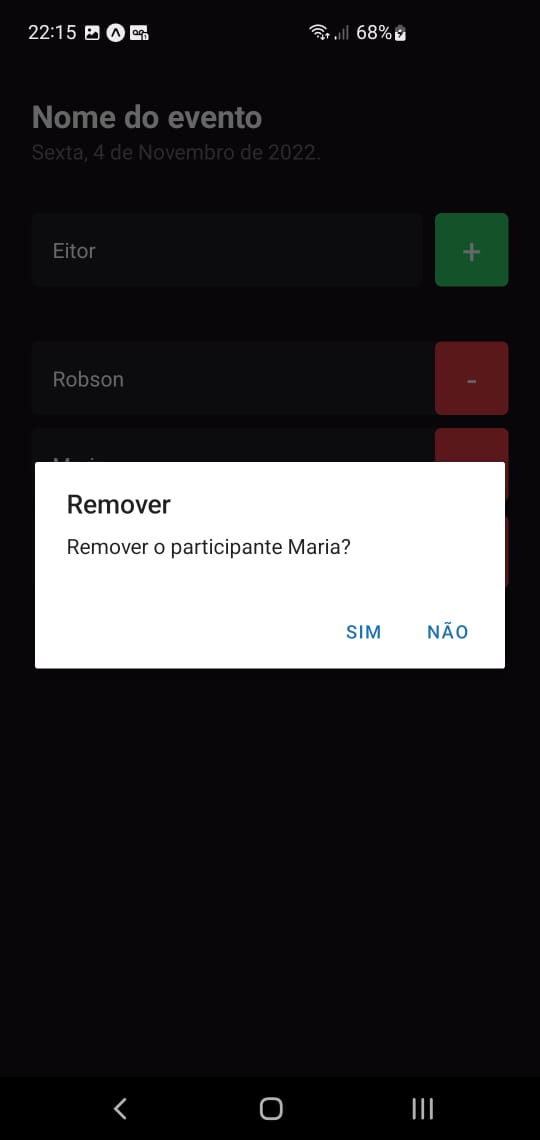 22:15 68%
Nome do evento
Sexta, 4 de Novembro de 2022.
Eitor
+
Robson
-
Remover
Remover o participante Maria?
SIM NÃO